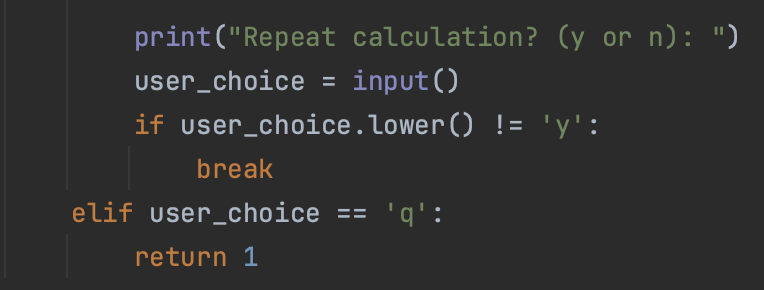 print("Repeat calculation? (y or n): ")
user_choice = input()
if user_choice.lower() != 'y':
break
elif user_choice == 'q':
return 1